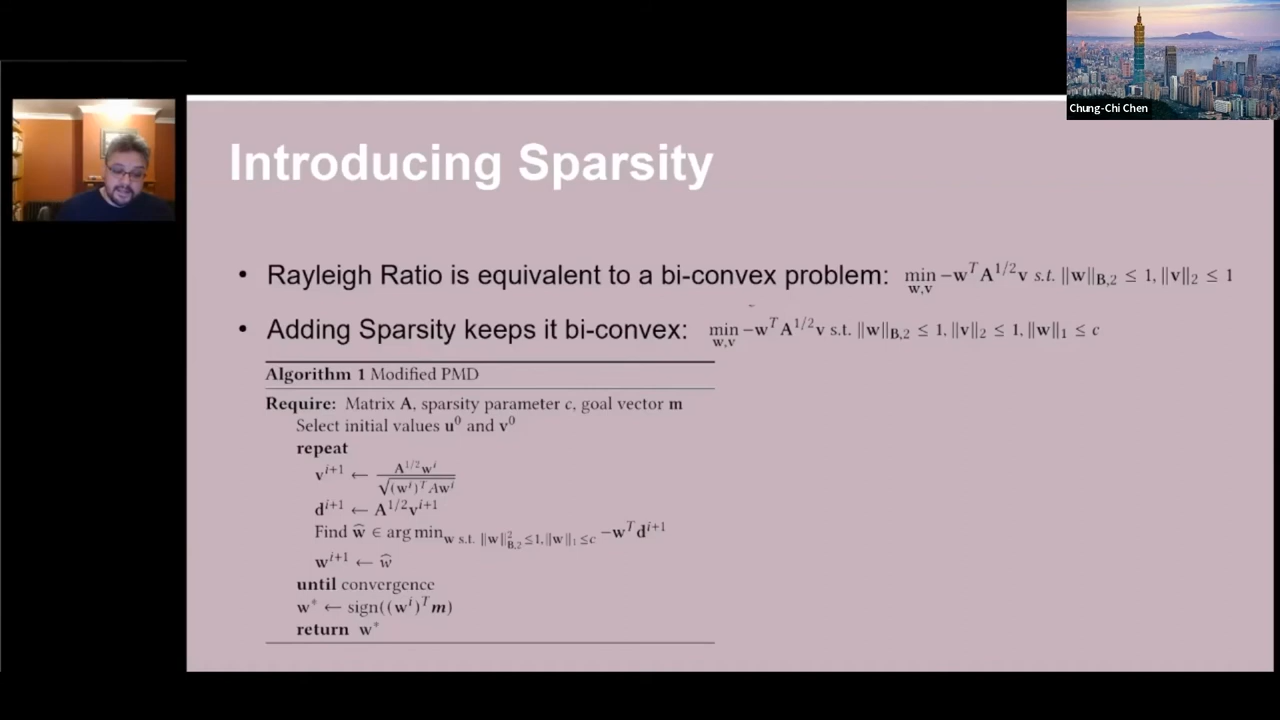 Chung-Chi Chen
Introducing Sparsity
• Rayleigh Ratio is equivalent to a bi-convex problem: min_{w,v} −w^T A^{1/2} v s.t. ||w||_{B,2} ≤ 1, ||v||_2 ≤ 1
• Adding Sparsity keeps it bi-convex: min_{w,v} −w^T A^{1/2} v s.t. ||w||_{B,2} ≤ 1, ||v||_2 ≤ 1, ||w||_1 ≤ c
Algorithm 1 Modified PMD
Require: Matrix A, sparsity parameter c, goal vector m
Select initial values u^0 and v^0
repeat
v^{i+1} ← A^{1/2} w^i / √((w^i)^T A w^i)
d^{i+1} ← A^{1/2} v^{i+1}
Find ŵ ∈ arg min_{w s.t. ||w||^2_{B,2} ≤1, ||w||_1 ≤c} −w^T d^{i+1}
w^{i+1} ← ŵ
until convergence
w^* ← sign((w^i)^T m)
return w^*